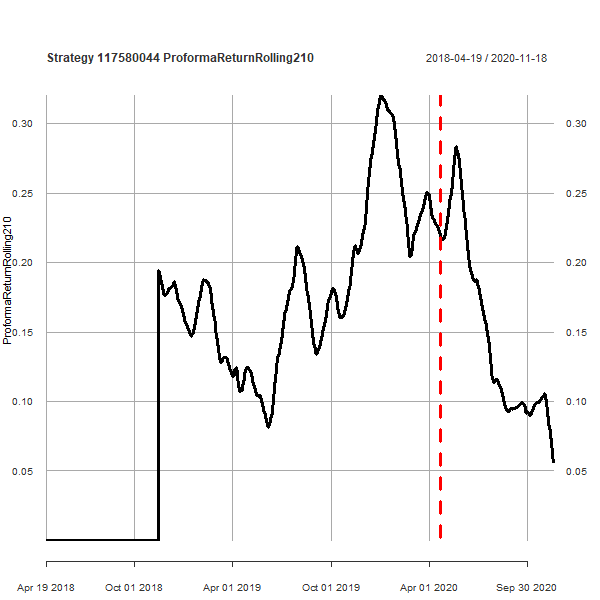 Strategy 117580044 ProformaReturnRolling210
2018-04-19 / 2020-11-18
ProformaReturnRolling210
0.30
0.25
0.20
0.15
0.10
0.05
0.30
0.25
0.20
0.15
0.10
0.05
Apr 19 2018
Oct 01 2018
Apr 01 2019
Oct 01 2019
Apr 01 2020
Sep 30 2020